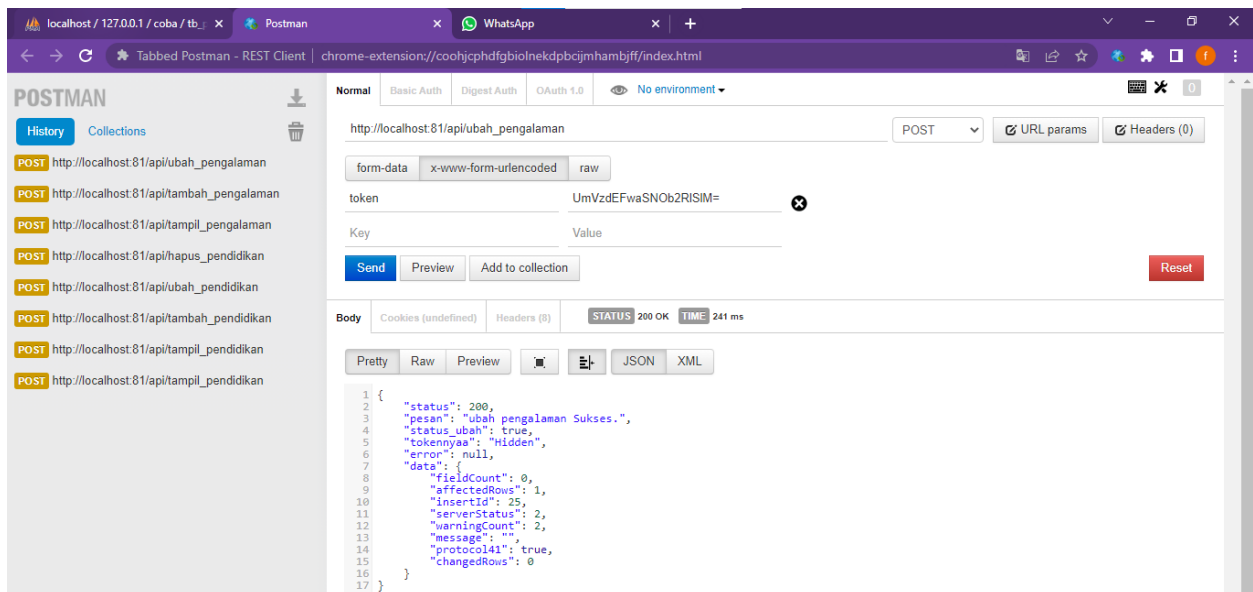 localhost / 127.0.0.1 / coba / tb_p
Postman
WhatsApp
Tabbed Postman - REST Client | chrome-extension://coohjcphdfgbiolnekdpbcijmhambjff/index.html
POSTMAN
History Collections
POST http://localhost:81/api/ubah_pengalaman
POST http://localhost:81/api/tambah_pengalaman
POST http://localhost:81/api/tampil_pengalaman
POST http://localhost:81/api/hapus_pendidikan
POST http://localhost:81/api/ubah_pendidikan
POST http://localhost:81/api/tambah_pendidikan
POST http://localhost:81/api/tampil_pendidikan
POST http://localhost:81/api/tampil_pendidikan
Normal Basic Auth Digest Auth OAuth 1.0 No environment 0
http://localhost:81/api/ubah_pengalaman POST URL params Headers (0)
form-data x-www-form-urlencoded raw
token UmVzdEFwaSNOb2RlSlM=
Key Value
Send Preview Add to collection Reset
Body Cookies (undefined) Headers (8) STATUS 200 OK TIME 241 ms
Pretty Raw Preview JSON XML
1 {
2 "status": 200,
3 "pesan": "ubah pengalaman Sukses.",
4 "status_ubah": true,
5 "tokennyaa": "Hidden",
6 "error": null,
7 "data": {
8 "fieldCount": 0,
9 "affectedRows": 1,
10 "insertId": 25,
11 "serverStatus": 2,
12 "warningCount": 2,
13 "message": "",
14 "protocol41": true,
15 "changedRows": 0
16 }
17 }